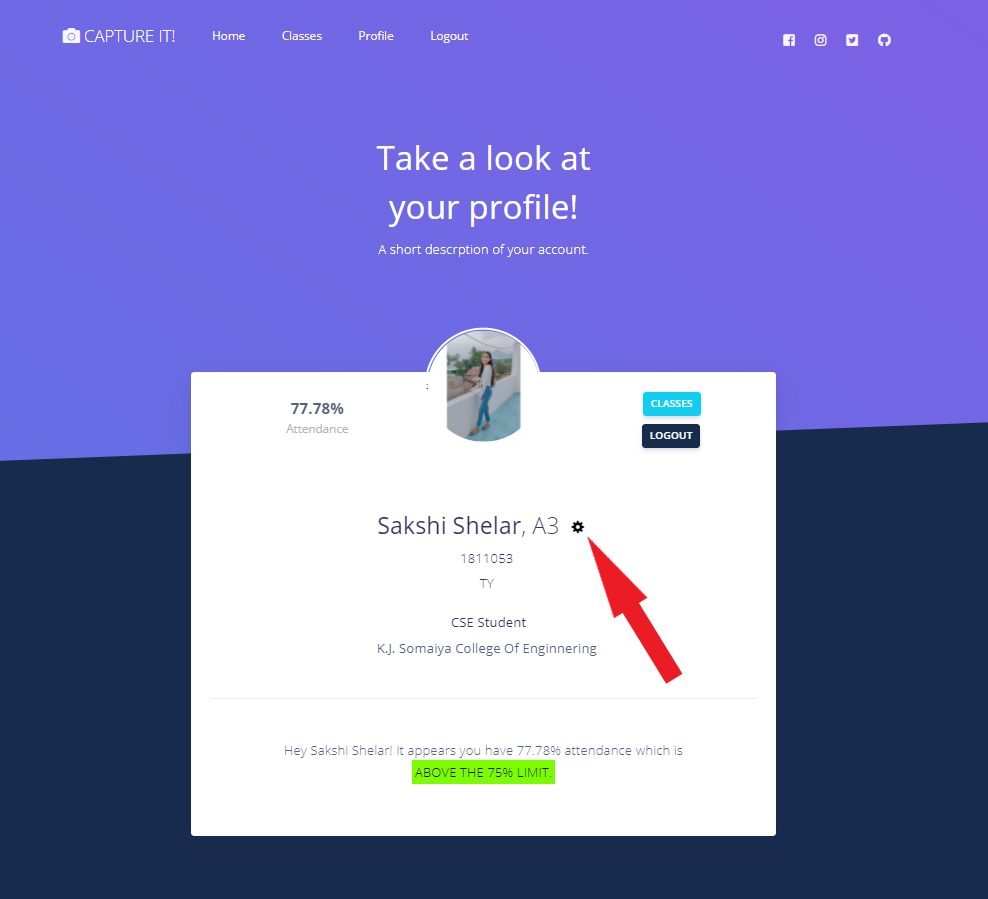 CAPTURE IT! Home Classes Profile Logout
Take a look at
your profile!
A short descrption of your account.
:
77.78%
Attendance
CLASSES
LOGOUT
Sakshi Shelar, A3
1811053
TY
CSE Student
K.J. Somaiya College Of Enginnering
Hey Sakshi Shelar! It appears you have 77.78% attendance which is
ABOVE THE 75% LIMIT.